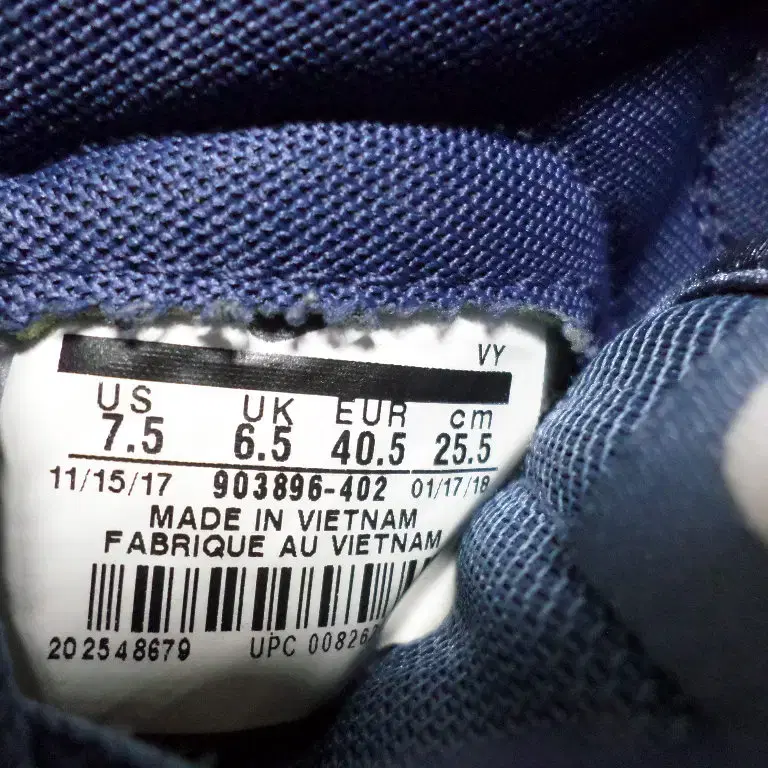 VY
US UK EUR cm
7.5 6.5 40.5 25.5
11/15/17 903896-402 01/17/18
MADE IN VIETNAM
FABRIQUE AU VIETNAM
202548679 UPC 00826